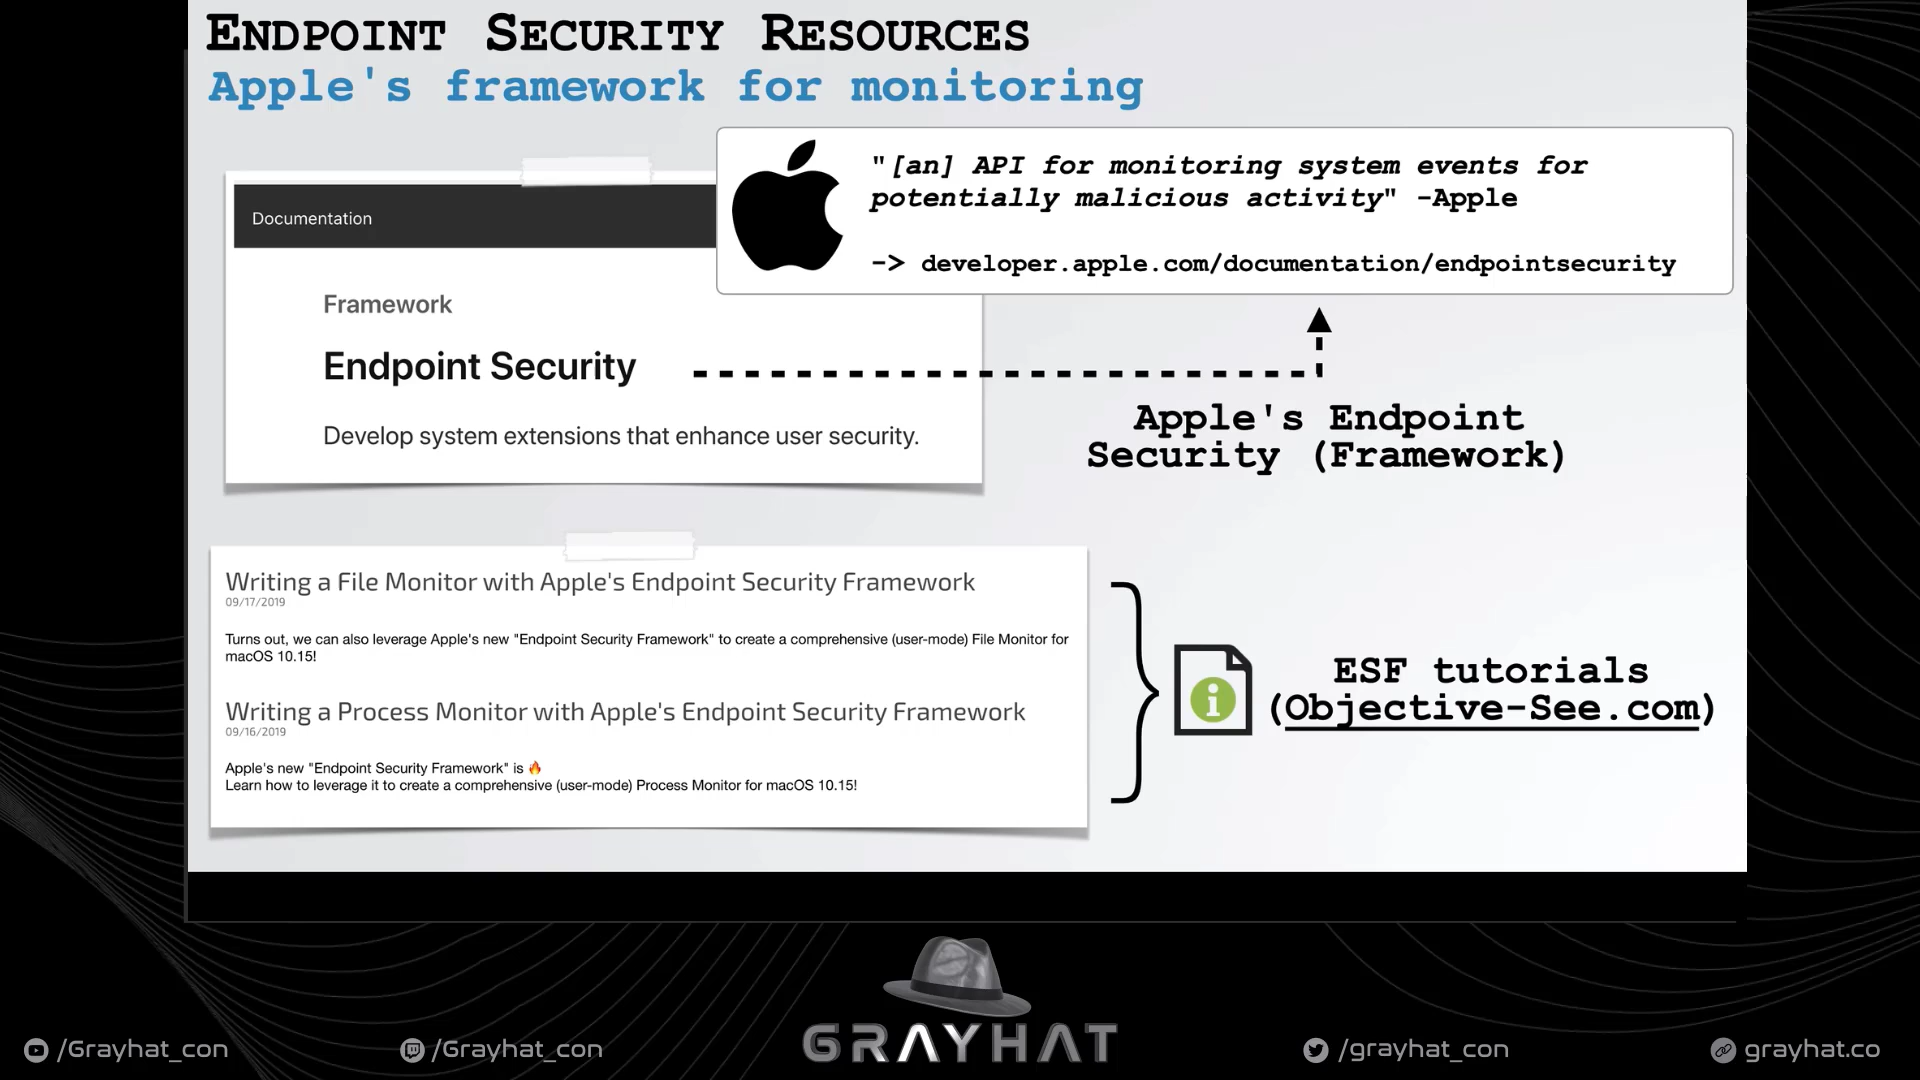 ENDPOINT SECURITY RESOURCES
Apple's framework for monitoring
"[an] API for monitoring system events for
potentially malicious activity" -Apple
-> developer.apple.com/documentation/endpointsecurity
Documentation
Framework
Endpoint Security
Develop system extensions that enhance user security.
Apple's Endpoint
Security (Framework)
Writing a File Monitor with Apple's Endpoint Security Framework
09/17/2019
Turns out, we can also leverage Apple's new "Endpoint Security Framework" to create a comprehensive (user-mode) File Monitor for
macOS 10.15!
Writing a Process Monitor with Apple's Endpoint Security Framework
09/16/2019
Apple's new "Endpoint Security Framework" is 🔥
Learn how to leverage it to create a comprehensive (user-mode) Process Monitor for macOS 10.15!
ESF tutorials
(Objective-See.com)
GRAYHAT
/Grayhat_con
/Grayhat_con
/grayhat_con
grayhat.co